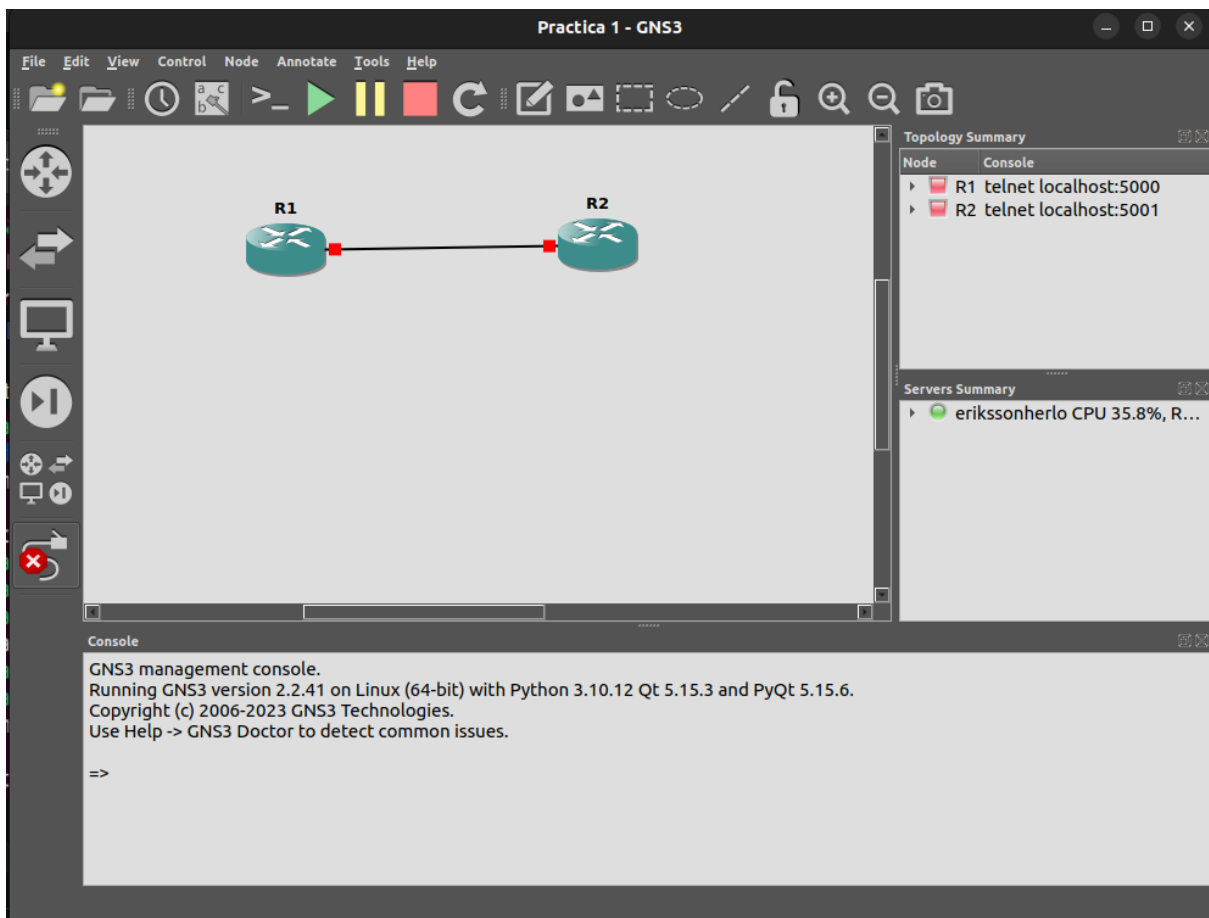 Practica 1 - GNS3
File Edit View Control Node Annotate Tools Help
a c
b
>_
R1
R2
Topology Summary
Node Console
R1 telnet localhost:5000
R2 telnet localhost:5001
Servers Summary
erikssonherlo CPU 35.8%, R...
Console
GNS3 management console.
Running GNS3 version 2.2.41 on Linux (64-bit) with Python 3.10.12 Qt 5.15.3 and PyQt 5.15.6.
Copyright (c) 2006-2023 GNS3 Technologies.
Use Help -> GNS3 Doctor to detect common issues.
=>